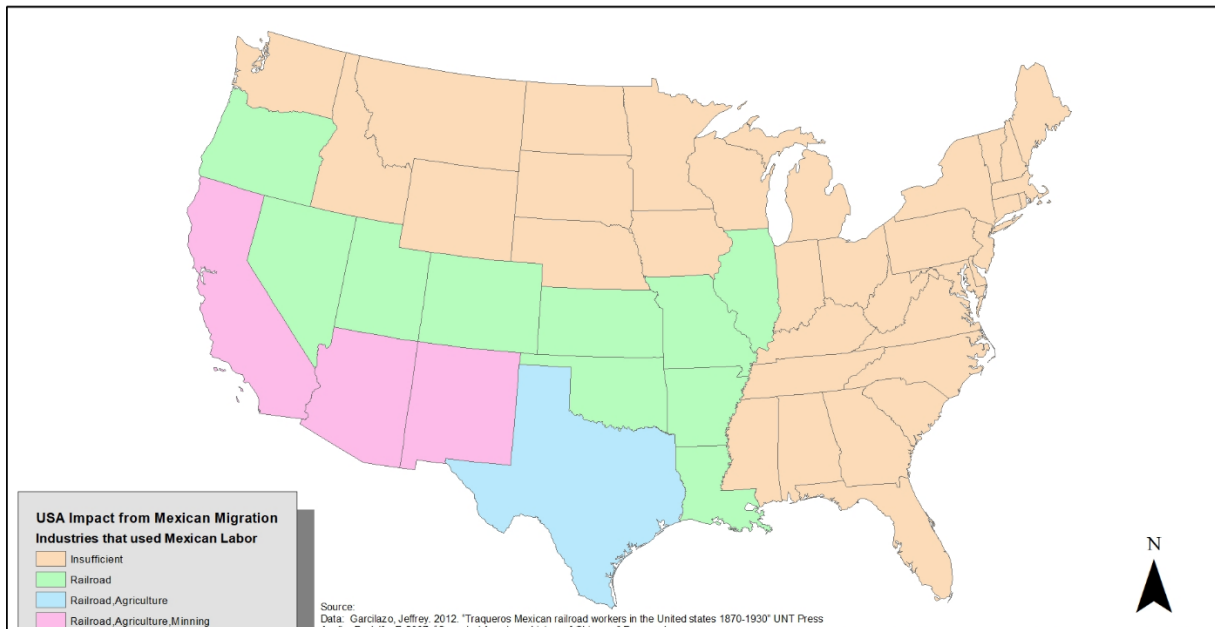 USA Impact from Mexican Migration
Industries that used Mexican Labor
Insufficient
Railroad
Railroad,Agriculture
Railroad,Agriculture,Minning
Source:
Data: Garcilazo, Jeffrey. 2012. "Traqueros Mexican railroad workers in the United states 1870-1930" UNT Press
N